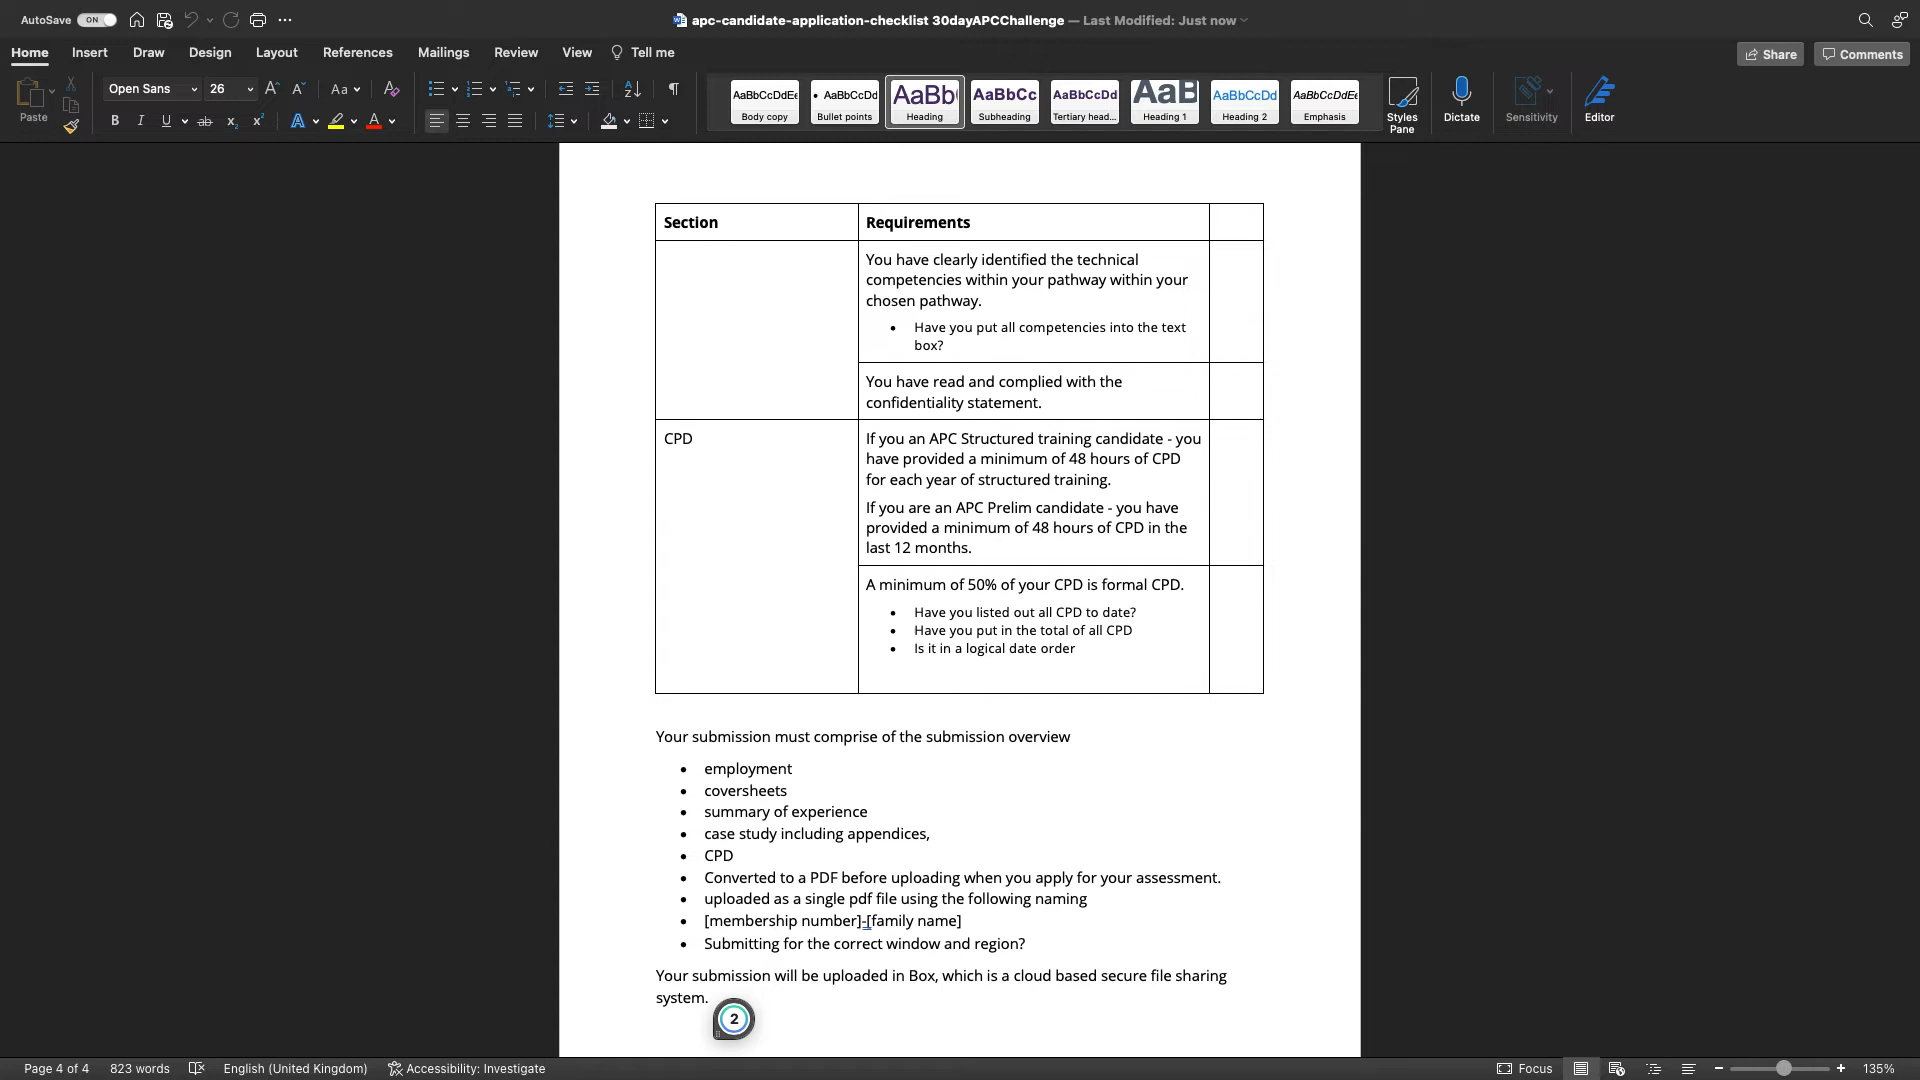 AutoSave ON
apc-candidate-application-checklist 30dayAPCChallenge — Last Modified: Just now
Home Insert Draw Design Layout References Mailings Review View Tell me
Share Comments
Paste
Open Sans 26
AaBbCcDdEe Body copy
• AaBbCcDd Bullet points
AaBb( Heading
AaBbCc Subheading
AaBbCcDd Tertiary head...
AaB Heading 1
AaBbCcDd Heading 2
AaBbCcDdEe Emphasis
Styles
Pane
Dictate
Sensitivity
Editor
Section Requirements
You have clearly identified the technical
competencies within your pathway within your
chosen pathway.
• Have you put all competencies into the text
box?
You have read and complied with the
confidentiality statement.
CPD
If you an APC Structured training candidate - you
have provided a minimum of 48 hours of CPD
for each year of structured training.
If you are an APC Prelim candidate - you have
provided a minimum of 48 hours of CPD in the
last 12 months.
A minimum of 50% of your CPD is formal CPD.
• Have you listed out all CPD to date?
• Have you put in the total of all CPD
• Is it in a logical date order
Your submission must comprise of the submission overview
• employment
• coversheets
• summary of experience
• case study including appendices,
• CPD
• Converted to a PDF before uploading when you apply for your assessment.
• uploaded as a single pdf file using the following naming
• [membership number]-[family name]
• Submitting for the correct window and region?
Your submission will be uploaded in Box, which is a cloud based secure file sharing
system.
2
Page 4 of 4 823 words English (United Kingdom) Accessibility: Investigate
Focus 135%